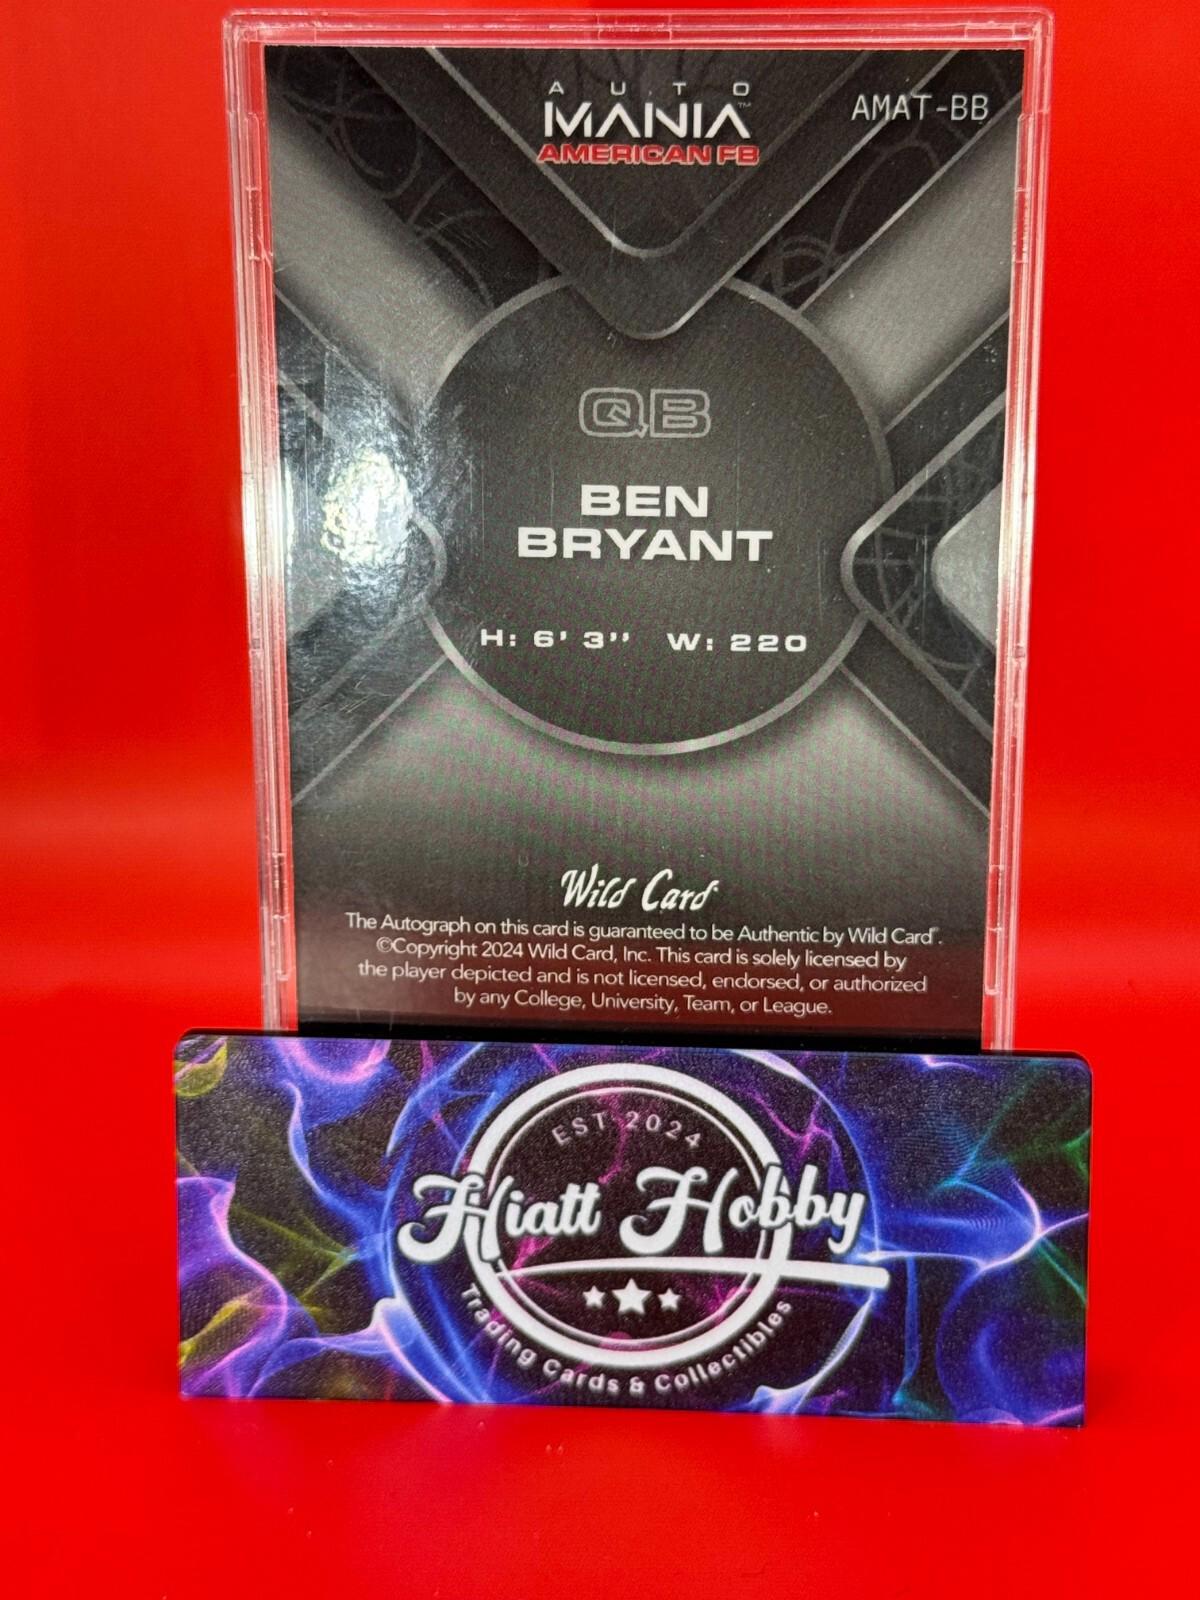 AUTO
MANIA™
AMERICAN FB
AMAT-BB
QB
BEN
BRYANT
H: 6' 3'' W: 220
Wild Card
The Autograph on this card is guaranteed to be Authentic by Wild Card®.
©Copyright 2024 Wild Card, Inc. This card is solely licensed by
the player depicted and is not licensed, endorsed, or authorized
by any College, University, Team, or League.
EST 2024
Hiatt Hobby
Trading Cards & Collectibles